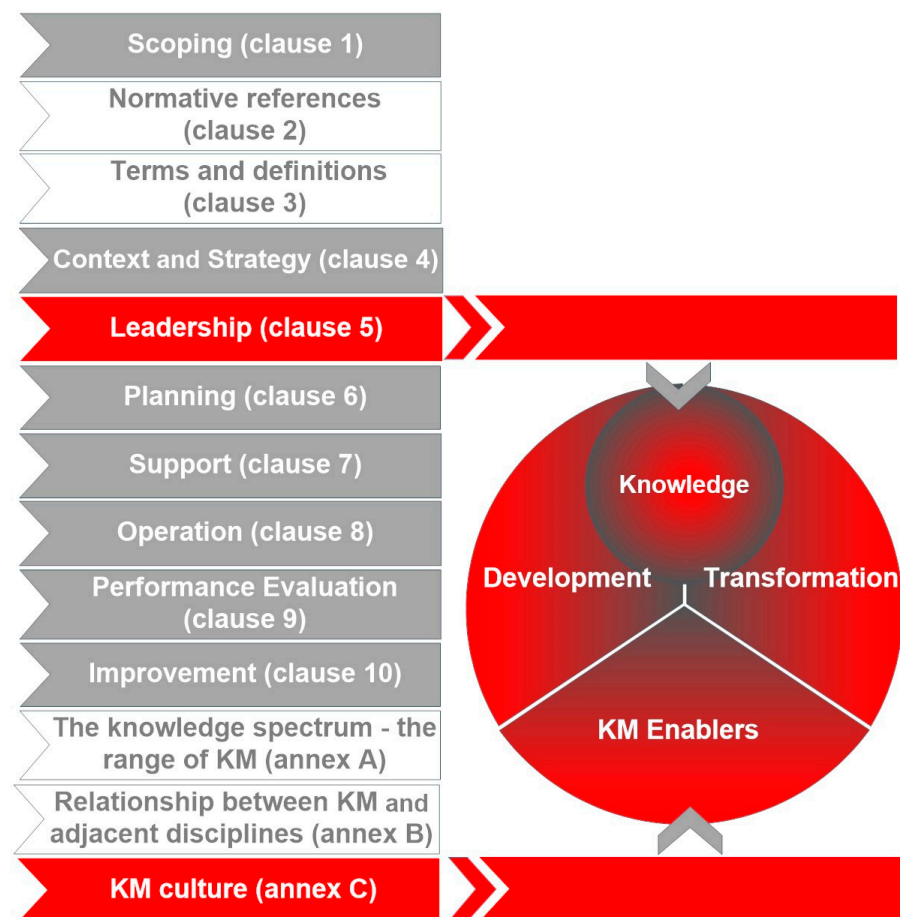 Scoping (clause 1)
Normative references
(clause 2)
Terms and definitions
(clause 3)
Context and Strategy (clause 4)
Leadership (clause 5)
Planning (clause 6)
Support (clause 7)
Operation (clause 8)
Performance Evaluation
(clause 9)
Improvement (clause 10)
The knowledge spectrum - the
range of KM (annex A)
Relationship between KM and
adjacent disciplines (annex B)
KM culture (annex C)
Knowledge
Development
Transformation
KM Enablers